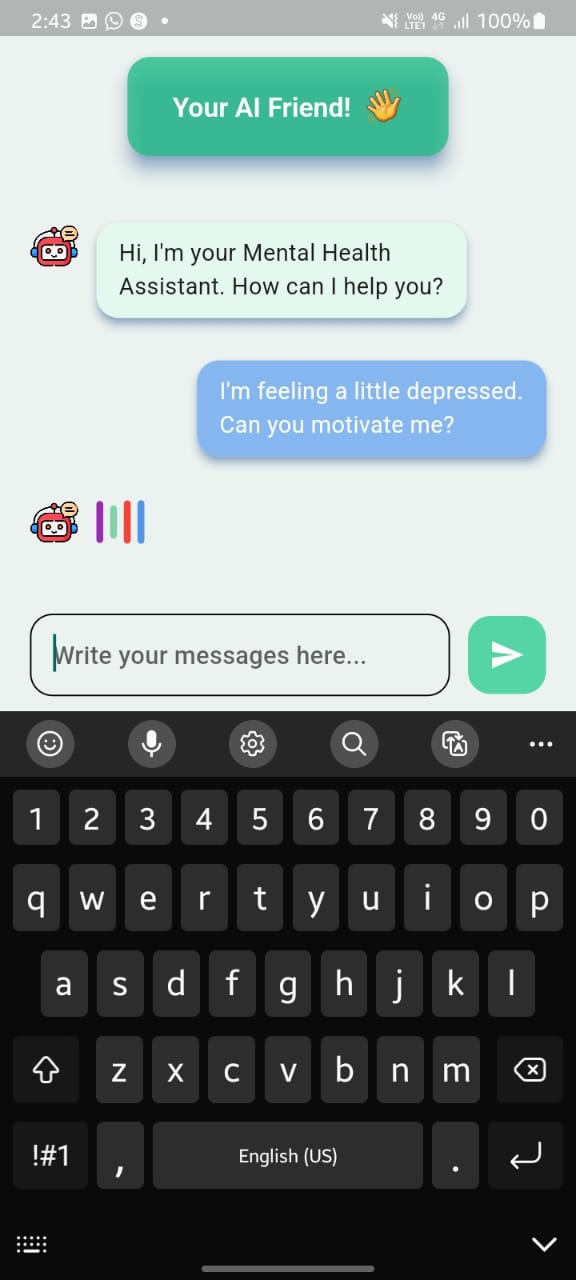 2:43 Vo) 4G LTE1 100%
Your AI Friend! 👋
Hi, I'm your Mental Health
Assistant. How can I help you?
I'm feeling a little depressed.
Can you motivate me?
Write your messages here...
1 2 3 4 5 6 7 8 9 0
q w e r t y u i o p
a s d f g h j k l
z x c v b n m
!#1 , English (US) .